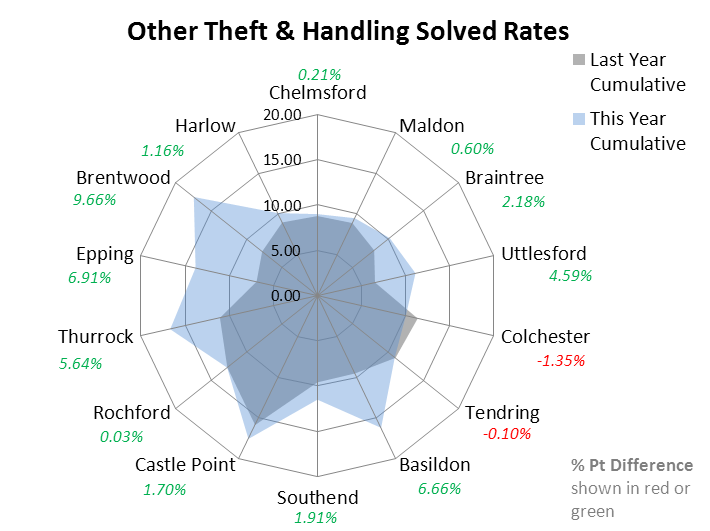 Other Theft & Handling Solved Rates
Last Year
Cumulative
This Year
Cumulative
0.21%
Chelmsford
20.00
15.00
10.00
5.00
0.00
Maldon
0.60%
Braintree
2.18%
Uttlesford
4.59%
Colchester
-1.35%
Tendring
-0.10%
Basildon
6.66%
Southend
1.91%
Castle Point
1.70%
Rochford
0.03%
Thurrock
5.64%
Epping
6.91%
Brentwood
9.66%
Harlow
1.16%
% Pt Difference
shown in red or
green